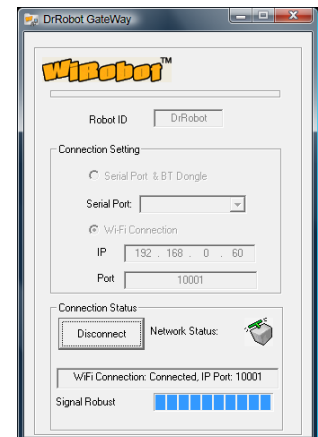 DrRobot GateWay
WiRobot™
Robot ID DrRobot
Connection Setting
Serial Port & BT Dongle
Serial Port:
Wi-Fi Connection
IP 192 . 168 . 0 . 60
Port 10001
Connection Status
Disconnect Network Status:
WiFi Connection: Connected, IP Port: 10001
Signal Robust